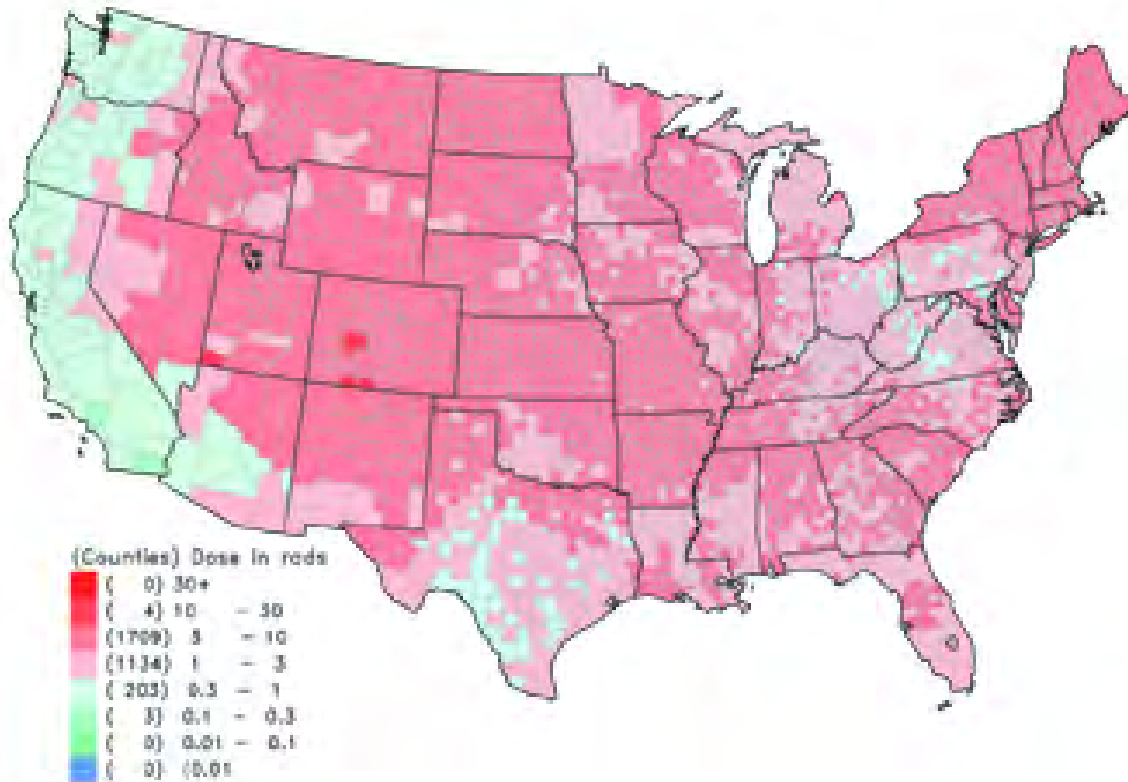 (Counties) Dose in rads
( 0) 30+
( 4) 10 - 30
(1709) 3 - 10
(1134) 1 - 3
( 203) 0.3 - 1
( 3) 0.1 - 0.3
( 0) 0.01 - 0.1
( 0) <0.01